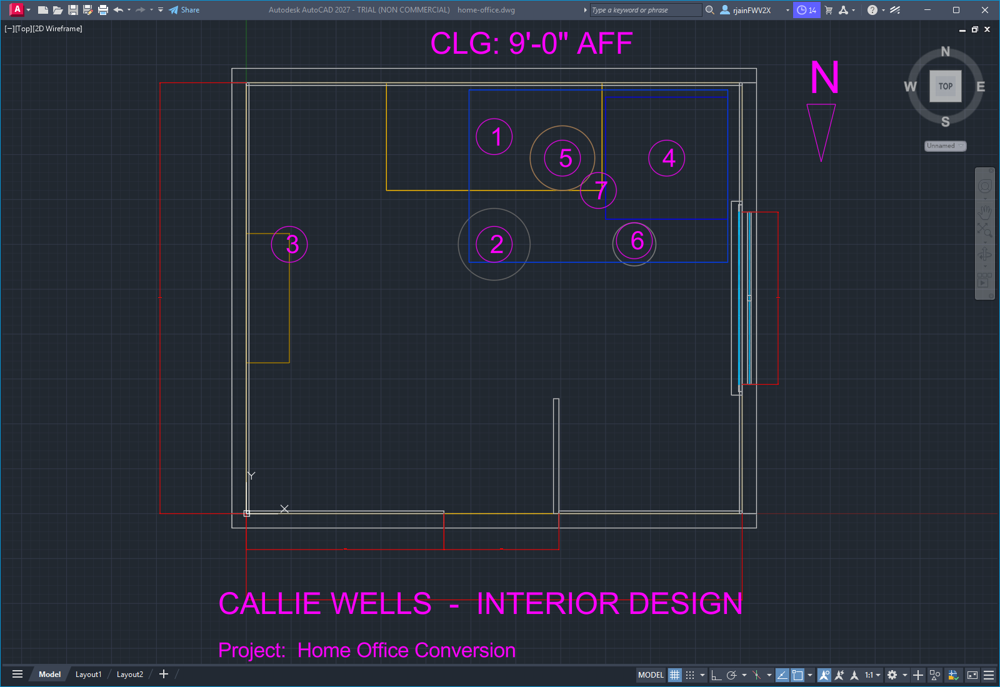 A Share Autodesk AutoCAD 2027 - TRIAL (NON COMMERCIAL) home-office.dwg Type a keyword or phrase rjainFWV2X 14
[−][Top][2D Wireframe]
CLG: 9'-0" AFF
N
N
W TOP E
S
Unnamed
1
5
4
7
3
2
6
Y
X
CALLIE WELLS - INTERIOR DESIGN
Project: Home Office Conversion
Model Layout1 Layout2 MODEL 1:1